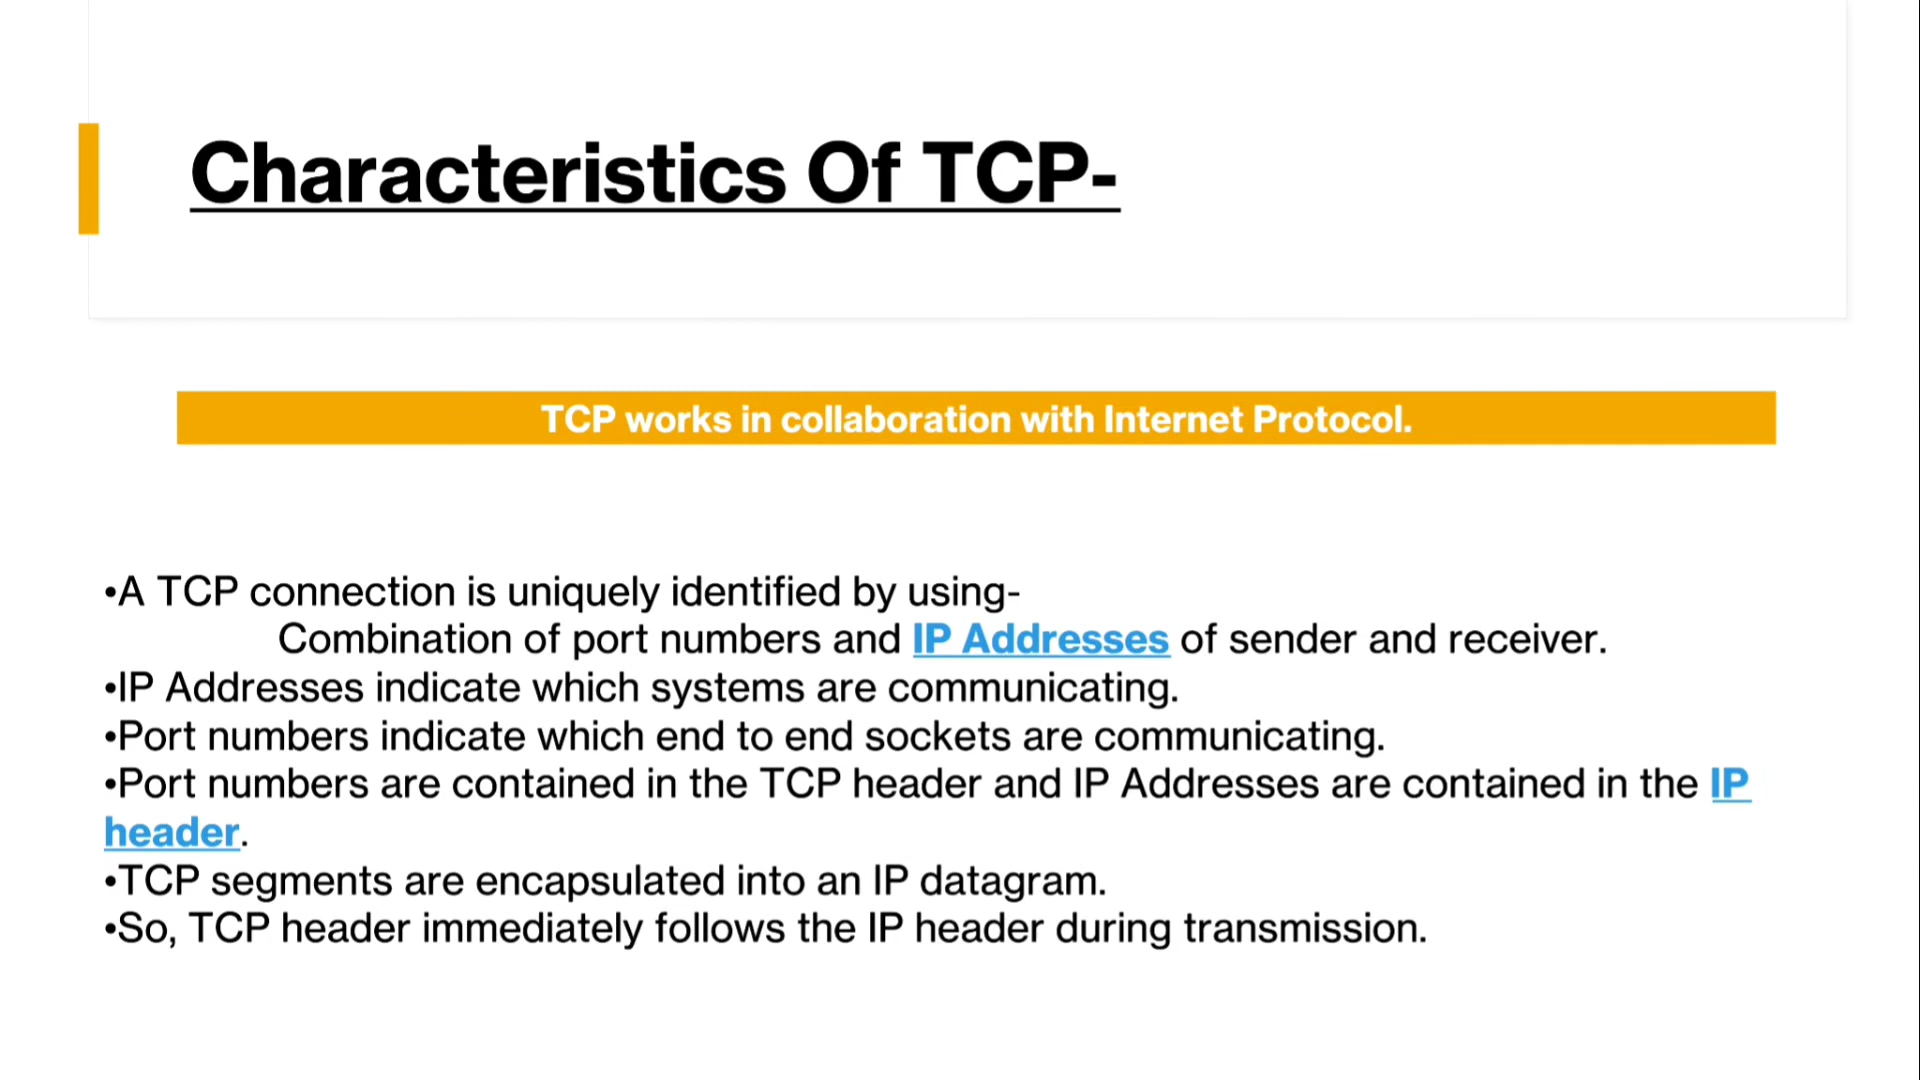 Characteristics Of TCP-
TCP works in collaboration with Internet Protocol.
•A TCP connection is uniquely identified by using-
Combination of port numbers and IP Addresses of sender and receiver.
•IP Addresses indicate which systems are communicating.
•Port numbers indicate which end to end sockets are communicating.
•Port numbers are contained in the TCP header and IP Addresses are contained in the IP
header.
•TCP segments are encapsulated into an IP datagram.
•So, TCP header immediately follows the IP header during transmission.